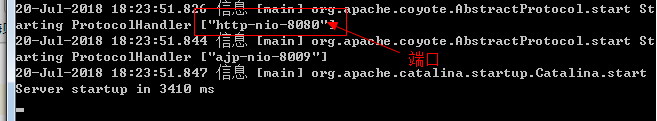 20-Jul-2018 18:23:51.826 信息 [main] org.apache.coyote.AbstractProtocol.start St
arting ProtocolHandler ["http-nio-8080"]
20-Jul-2018 18:23:51.844 信息 [main] org.apache.coyote.AbstractProtocol.start St
arting ProtocolHandler ["ajp-nio-8009"]
端口
20-Jul-2018 18:23:51.847 信息 [main] org.apache.catalina.startup.Catalina.start
Server startup in 3410 ms